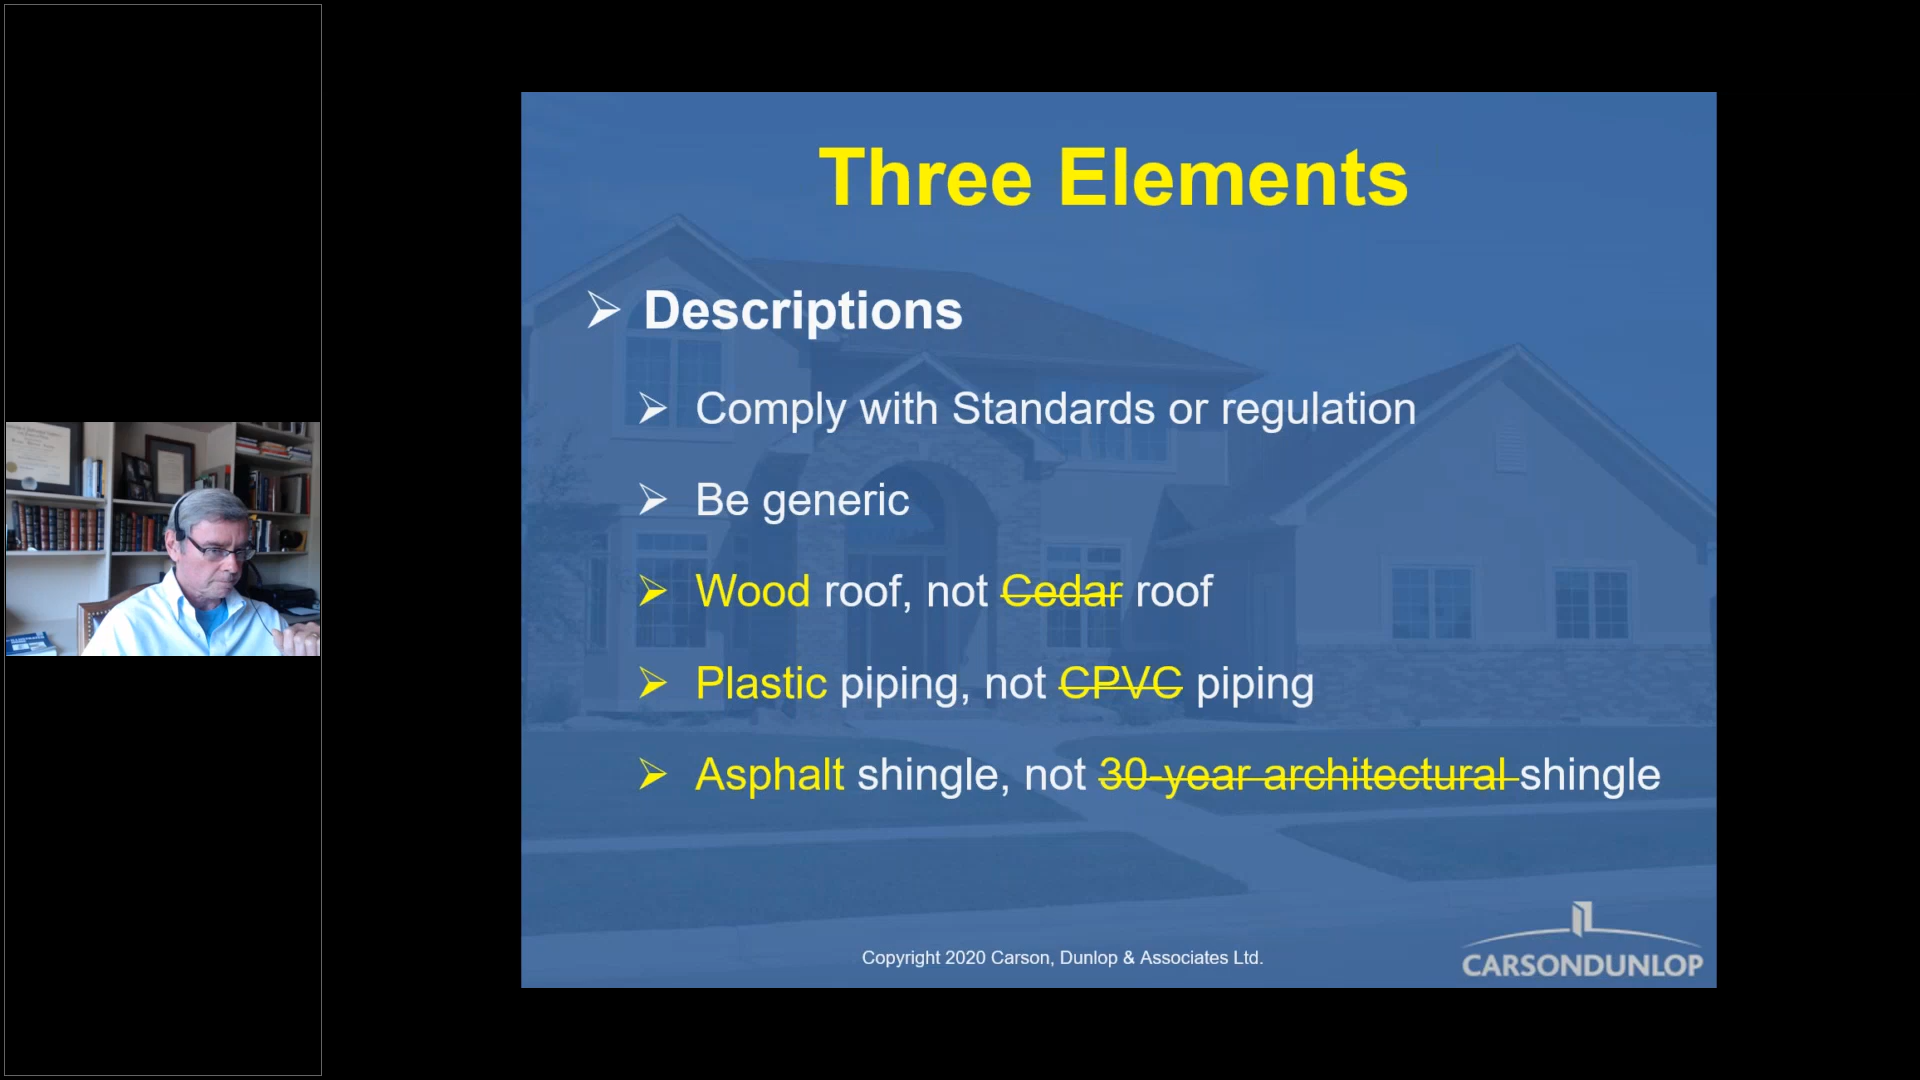 Three Elements
Descriptions
Comply with Standards or regulation
Be generic
Wood roof, not Cedar roof
Plastic piping, not CPVC piping
Asphalt shingle, not 30-year architectural shingle
Copyright 2020 Carson, Dunlop & Associates Ltd.
CARSONDUNLOP